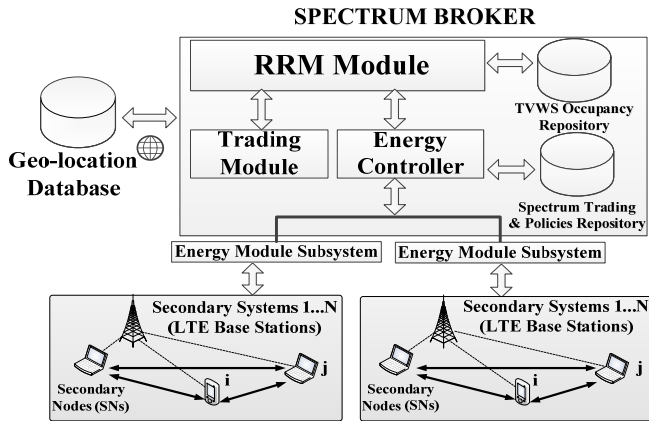 SPECTRUM BROKER
RRM Module
TVWS Occupancy
Repository
Geo-location
Database
Trading
Module
Energy
Controller
Spectrum Trading
& Policies Repository
Energy Module Subsystem
Energy Module Subsystem
Secondary Systems 1...N
(LTE Base Stations)
j
i
Secondary
Nodes (SNs)
Secondary Systems 1...N
(LTE Base Stations)
j
i
Secondary
Nodes (SNs)